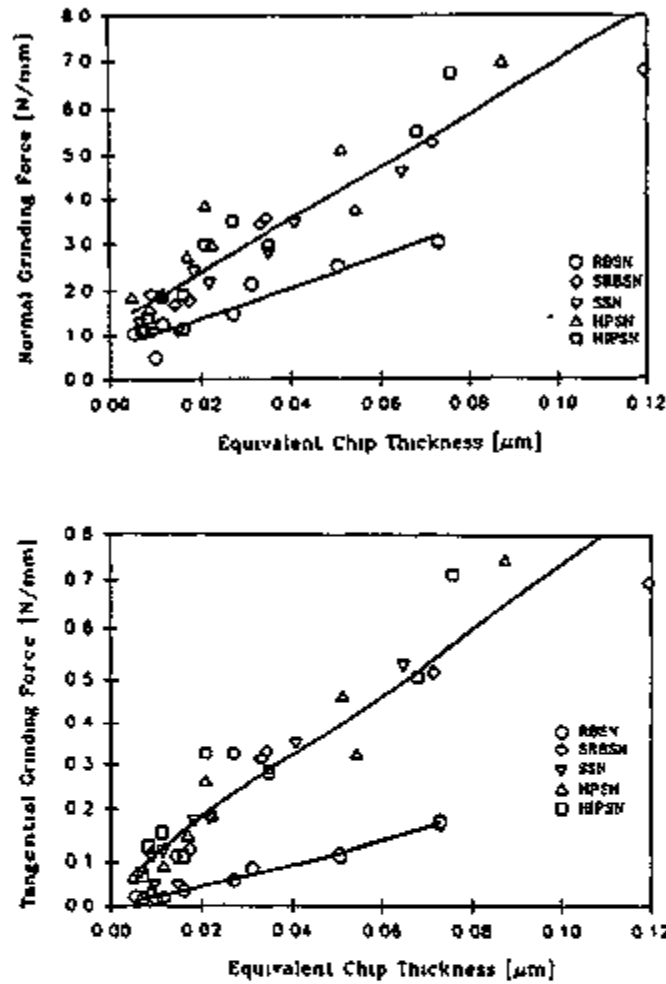 Normal Grinding Force [N/mm]
8.0
7.0
6.0
5.0
4.0
3.0
2.0
1.0
0.0
0.00 0.02 0.04 0.06 0.08 0.10 0.12
Equivalent Chip Thickness [μm]
RBSN
SRBSN
SSN
HPSN
HIPSN
Tangential Grinding Force [N/mm]
0.8
0.7
0.6
0.5
0.4
0.3
0.2
0.1
0.0
0.00 0.02 0.04 0.06 0.08 0.10 0.12
Equivalent Chip Thickness [μm]
RBSN
SRBSN
SSN
HPSN
HIPSN